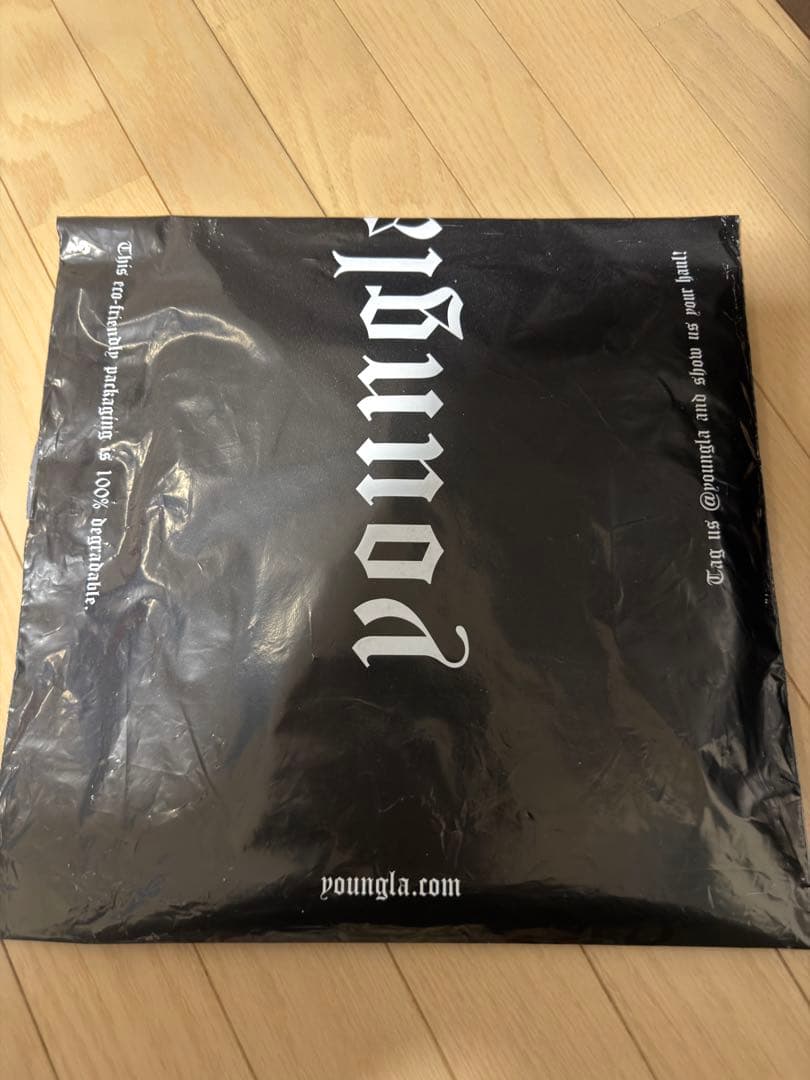 This eco-friendly packaging is 100% degradable.
youngla
Tag us @youngla and show us your haul!
youngla.com